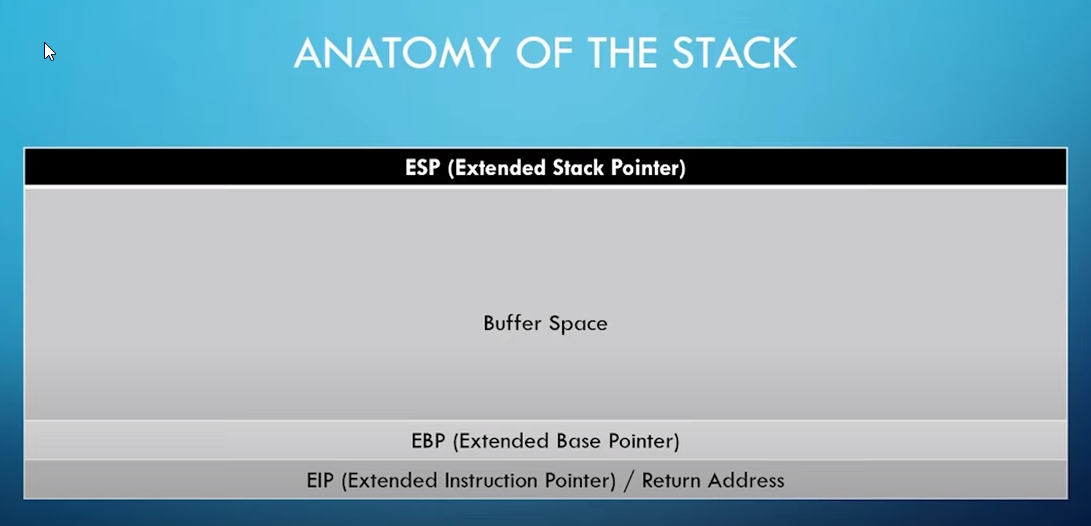 ANATOMY OF THE STACK
ESP (Extended Stack Pointer)
Buffer Space
EBP (Extended Base Pointer)
EIP (Extended Instruction Pointer) / Return Address